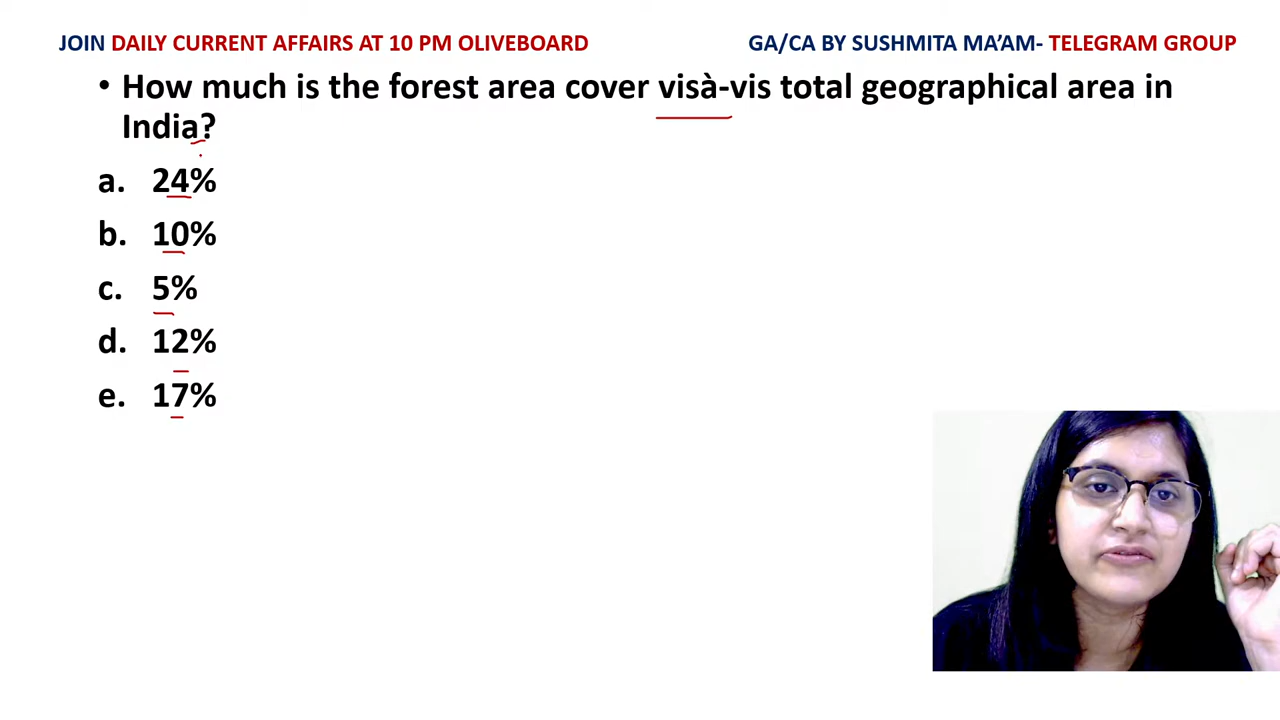 JOIN DAILY CURRENT AFFAIRS AT 10 PM OLIVEBOARD
GA/CA BY SUSHMITA MA'AM- TELEGRAM GROUP
• How much is the forest area cover visà-vis total geographical area in
India?
a. 24%
b. 10%
c. 5%
d. 12%
e. 17%